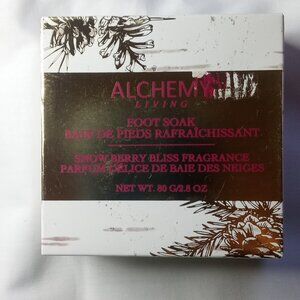 ALCHEMY
LIVING
FOOT SOAK
BAIN DE PIEDS RAFRAÎCHISSANT
SNOW BERRY BLISS FRAGRANCE
PARFUM DÉLICE DE BAIE DES NEIGES
NET WT. 80 G/2.8 OZ